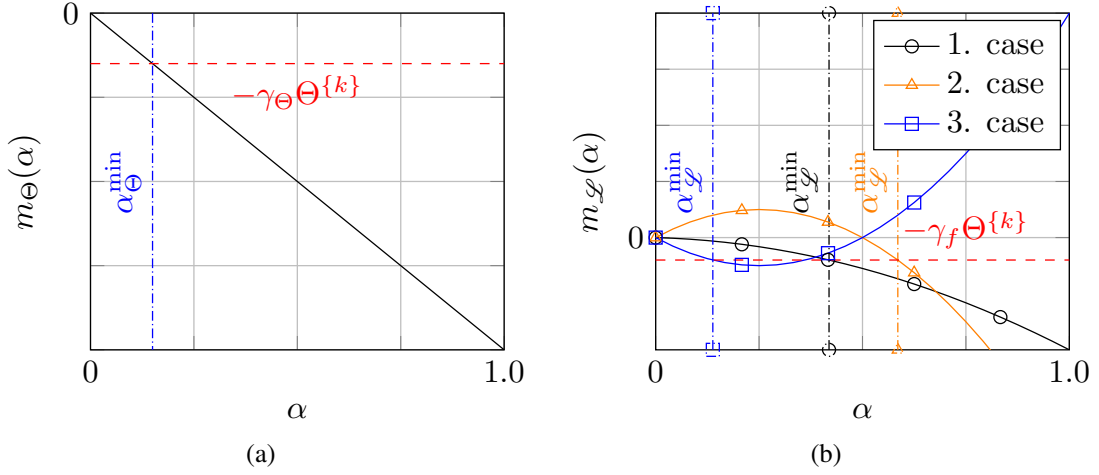 0
m_Θ(α)
−γ_Θ Θ^{k}
α_Θ^min
0
1.0
α
(a)
m_ℒ(α)
0
1. case
2. case
3. case
α_ℒ^min
α_ℒ^min
α_ℒ^min
−γ_f Θ^{k}
0
1.0
α
(b)